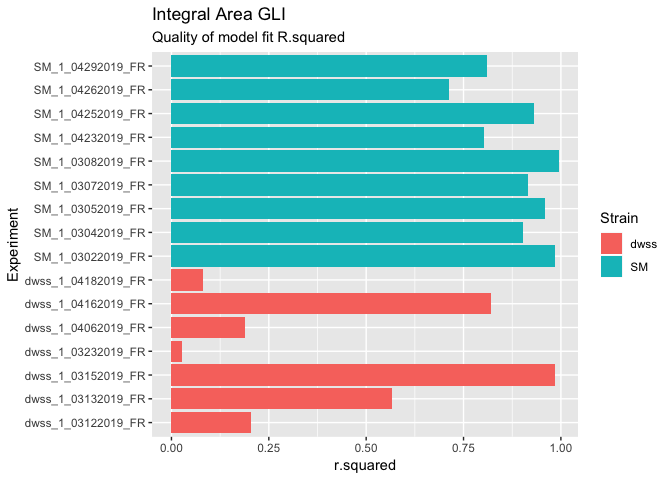 Integral Area GLI
Quality of model fit R.squared
SM_1_04292019_FR
SM_1_04262019_FR
SM_1_04252019_FR
SM_1_04232019_FR
SM_1_03082019_FR
SM_1_03072019_FR
SM_1_03052019_FR
SM_1_03042019_FR
SM_1_03022019_FR
dwss_1_04182019_FR
dwss_1_04162019_FR
dwss_1_04062019_FR
dwss_1_03232019_FR
dwss_1_03152019_FR
dwss_1_03132019_FR
dwss_1_03122019_FR
Experiment
0.00 0.25 0.50 0.75 1.00
r.squared
Strain
dwss
SM